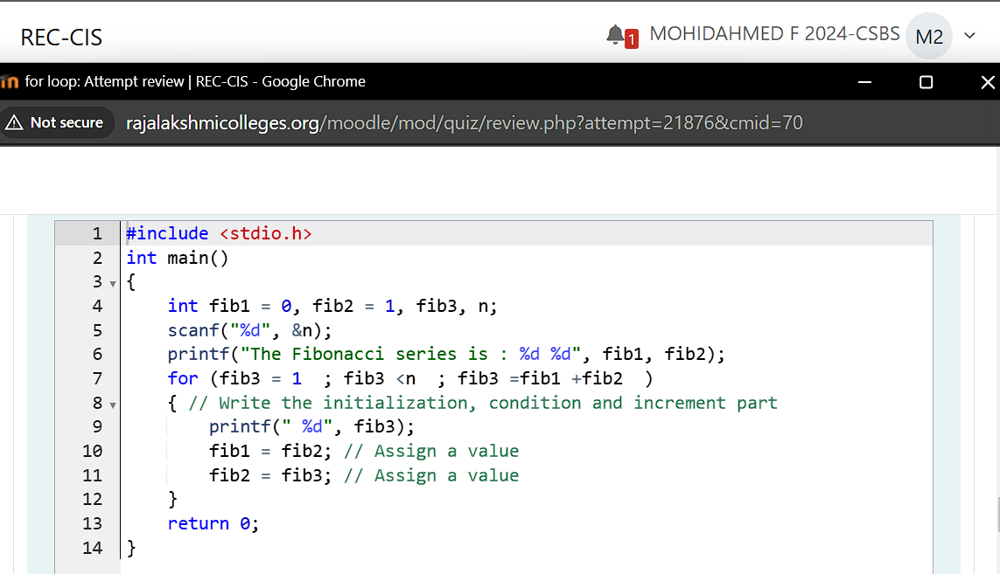 REC-CIS
1 MOHIDAHMED F 2024-CSBS M2
for loop: Attempt review | REC-CIS - Google Chrome
Not secure rajalakshmicolleges.org/moodle/mod/quiz/review.php?attempt=21876&cmid=70
1 #include <stdio.h>
2 int main()
3 {
4     int fib1 = 0, fib2 = 1, fib3, n;
5     scanf("%d", &n);
6     printf("The Fibonacci series is : %d %d", fib1, fib2);
7     for (fib3 = 1  ; fib3 <n  ; fib3 =fib1 +fib2  )
8     { // Write the initialization, condition and increment part
9         printf(" %d", fib3);
10         fib1 = fib2; // Assign a value
11         fib2 = fib3; // Assign a value
12     }
13     return 0;
14 }